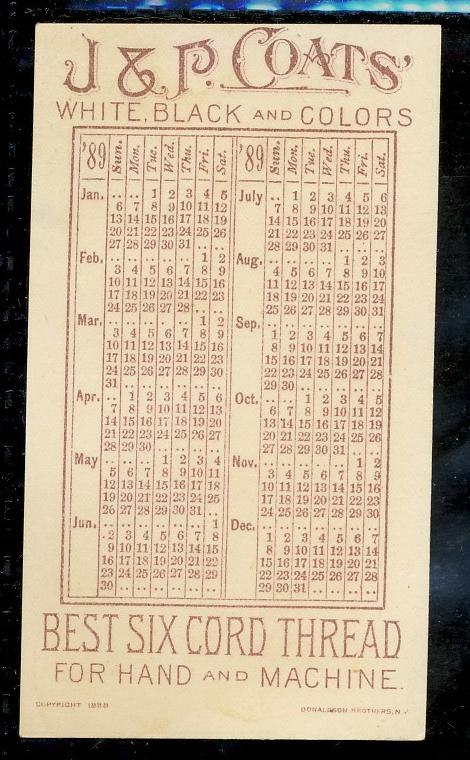 J & P. COATS'
WHITE, BLACK AND COLORS
'89 Sun. Mon. Tue. Wed. Thu. Fri. Sat.
Jan. .. .. 1 2 3 4 5
6 7 8 9 10 11 12
13 14 15 16 17 18 19
20 21 22 23 24 25 26
27 28 29 30 31 .. ..
Feb. .. .. .. .. .. 1 2
3 4 5 6 7 8 9
10 11 12 13 14 15 16
17 18 19 20 21 22 23
24 25 26 27 28 .. ..
Mar. .. .. .. .. .. 1 2
3 4 5 6 7 8 9
10 11 12 13 14 15 16
17 18 19 20 21 22 23
24 25 26 27 28 29 30
31 .. .. .. .. .. ..
Apr. .. 1 2 3 4 5 6
7 8 9 10 11 12 13
14 15 16 17 18 19 20
21 22 23 24 25 26 27
28 29 30 .. .. .. ..
May .. .. .. 1 2 3 4
5 6 7 8 9 10 11
12 13 14 15 16 17 18
19 20 21 22 23 24 25
26 27 28 29 30 31 ..
Jun. .. .. .. .. .. .. 1
2 3 4 5 6 7 8
9 10 11 12 13 14 15
16 17 18 19 20 21 22
23 24 25 26 27 28 29
30 .. .. .. .. .. ..
'89 Sun. Mon. Tue. Wed. Thu. Fri. Sat.
July .. 1 2 3 4 5 6
7 8 9 10 11 12 13
14 15 16 17 18 19 20
21 22 23 24 25 26 27
28 29 30 31 .. .. ..
Aug. .. .. .. .. 1 2 3
4 5 6 7 8 9 10
11 12 13 14 15 16 17
18 19 20 21 22 23 24
25 26 27 28 29 30 31
Sep. .. .. .. .. .. .. ..
1 2 3 4 5 6 7
8 9 10 11 12 13 14
15 16 17 18 19 20 21
22 23 24 25 26 27 28
29 30 .. .. .. .. ..
Oct. .. .. 1 2 3 4 5
6 7 8 9 10 11 12
13 14 15 16 17 18 19
20 21 22 23 24 25 26
27 28 29 30 31 .. ..
Nov. .. .. .. .. .. 1 2
3 4 5 6 7 8 9
10 11 12 13 14 15 16
17 18 19 20 21 22 23
24 25 26 27 28 29 30
Dec. .. .. .. .. .. .. ..
1 2 3 4 5 6 7
8 9 10 11 12 13 14
15 16 17 18 19 20 21
22 23 24 25 26 27 28
29 30 31 .. .. .. ..
BEST SIX CORD THREAD
FOR HAND AND MACHINE.
COPYRIGHT 1888
DONALDSON BROTHERS, N.Y.